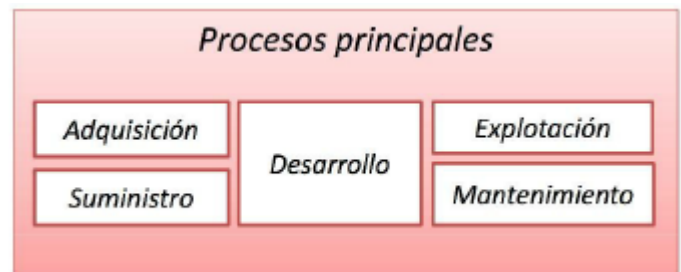 Procesos principales
Adquisición
Suministro
Desarrollo
Explotación
Mantenimiento